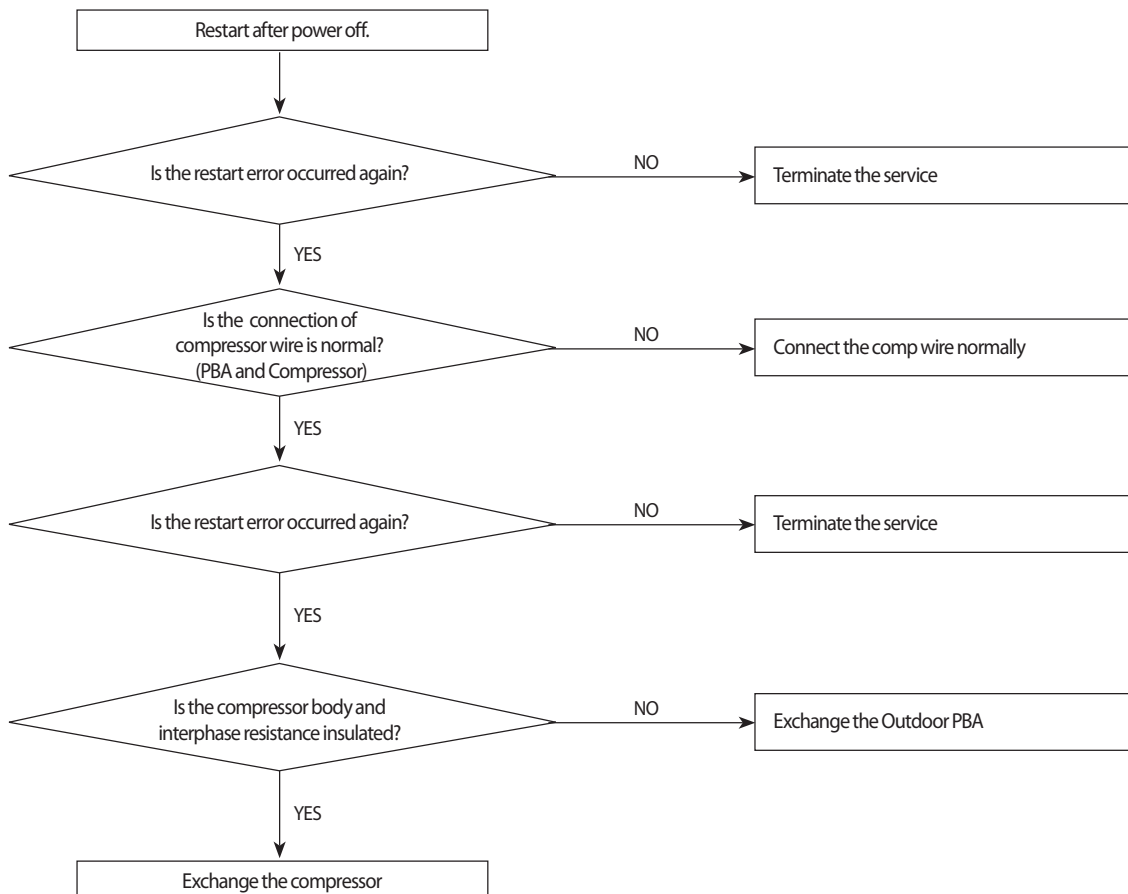 Restart after power off.
Is the restart error occurred again?
NO
Terminate the service
YES
Is the connection of
compressor wire is normal?
(PBA and Compressor)
NO
Connect the comp wire normally
YES
Is the restart error occurred again?
NO
Terminate the service
YES
Is the compressor body and
interphase resistance insulated?
NO
Exchange the Outdoor PBA
YES
Exchange the compressor